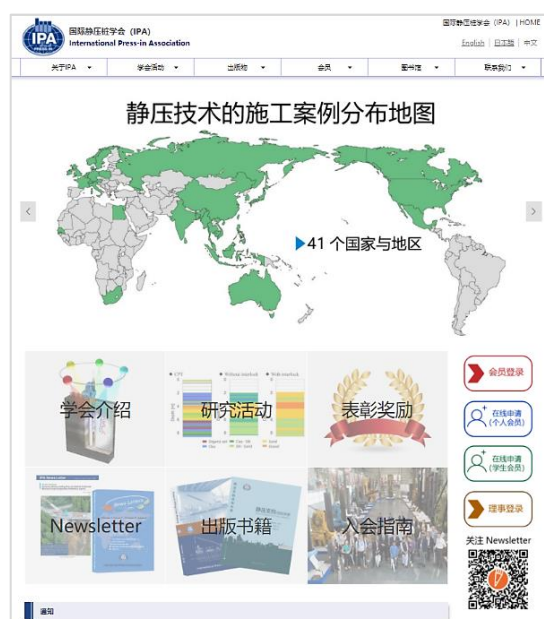 IPA
PRESS-IN
国际静压桩学会 (IPA)
International Press-in Association
国际静压桩学会 (IPA) | HOME
English | 日本語 | 中文
关于IPA
学会活动
出版物
会员
图书馆
联系我们
静压技术的施工案例分布地图
41 个国家与地区
学会介绍
研究活动
表彰奖励
会员登录
在线申请
(个人会员)
Newsletter
出版书籍
入会指南
在线申请
(学生会员)
理事登录
关注 Newsletter
通知